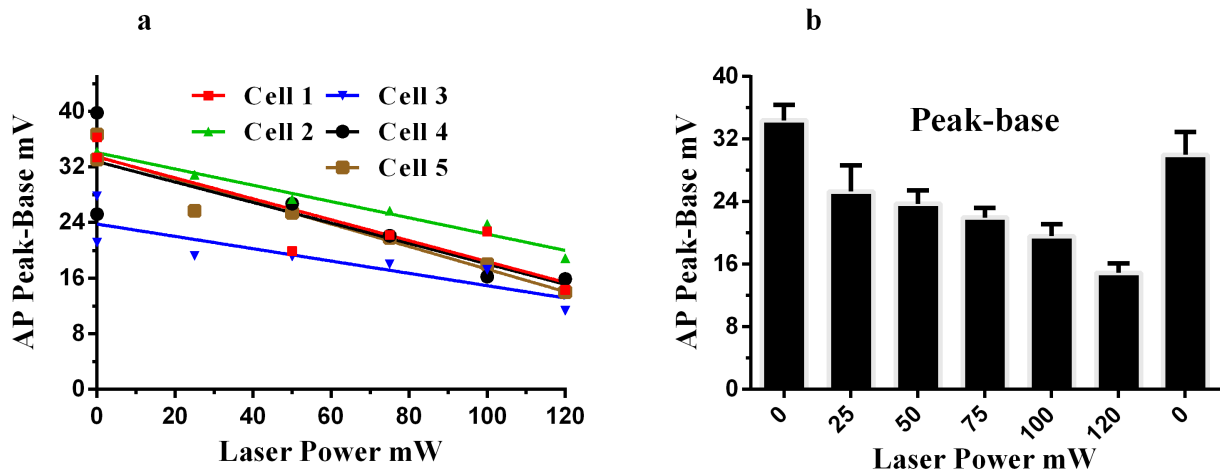 a
AP Peak-Base mV
40
32
24
16
8
0
Cell 1
Cell 2
Cell 3
Cell 4
Cell 5
0 20 40 60 80 100 120
Laser Power mW
b
AP Peak-Base mV
40
32
24
16
8
0
Peak-base
0 25 50 75 100 120 0
Laser Power mW